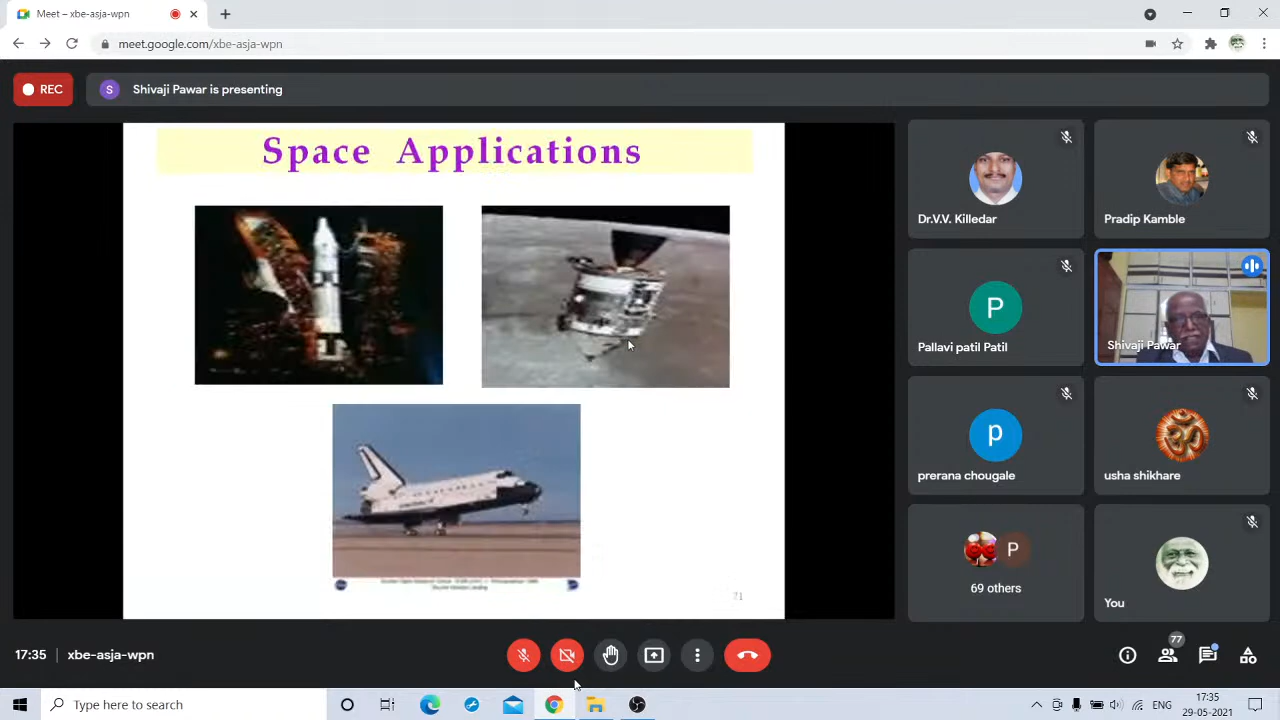 Meet – xbe-asja-wpn
meet.google.com/xbe-asja-wpn
REC
S
Shivaji Pawar is presenting
Space Applications
71
Dr.V.V. Killedar
Pradip Kamble
P
Pallavi patil Patil
Shivaji Pawar
p
prerana chougale
usha shikhare
P
69 others
You
17:35
xbe-asja-wpn
77
Type here to search
ENG
17:35
29-05-2021